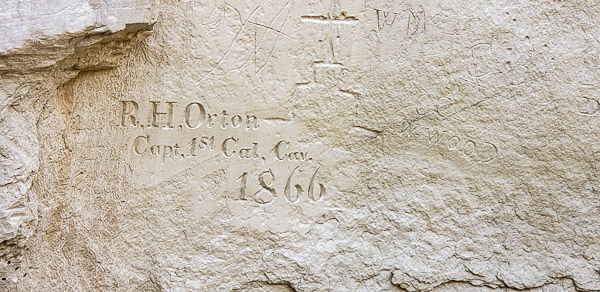 R.H. Orton
Capt. 1st Cal. Cav.
1866
WOOD